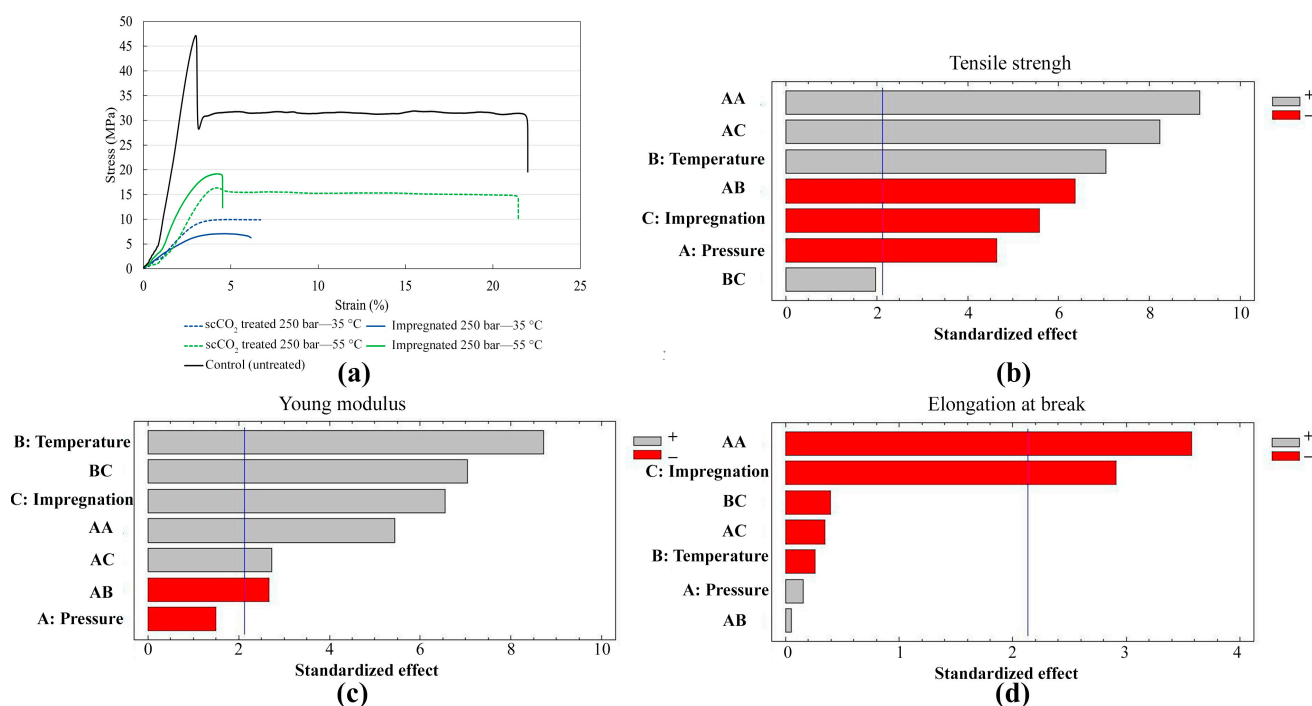 50
45
40
35
30
25
20
15
10
5
0
Stress (MPa)
0 5 10 15 20 25
Strain (%)
scCO₂ treated 250 bar—35 °C
Impregnated 250 bar—35 °C
scCO₂ treated 250 bar—55 °C
Impregnated 250 bar—55 °C
Control (untreated)
(a)
Tensile strengh
AA
AC
B: Temperature
AB
C: Impregnation
A: Pressure
BC
0 2 4 6 8 10
Standardized effect
+
−
(b)
Young modulus
B: Temperature
BC
C: Impregnation
AA
AC
AB
A: Pressure
0 2 4 6 8 10
Standardized effect
+
−
(c)
Elongation at break
AA
C: Impregnation
BC
AC
B: Temperature
A: Pressure
AB
0 1 2 3 4
Standardized effect
+
−
(d)